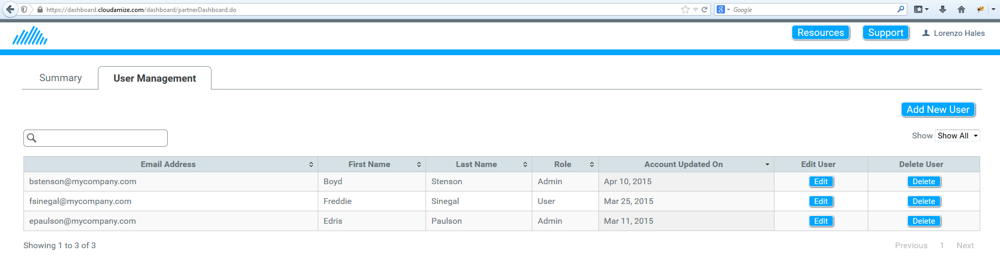 https://dashboard.cloudamize.com/dashboard/partnerDashboard.do
8 Google
Resources Support Lorenzo Hales
Summary User Management
Add New User
Show Show All
Email Address First Name Last Name Role Account Updated On Edit User Delete User
bstenson@mycompany.com Boyd Stenson Admin Apr 10, 2015 Edit Delete
fsinegal@mycompany.com Freddie Sinegal User Mar 25, 2015 Edit Delete
epaulson@mycompany.com Edris Paulson Admin Mar 11, 2015 Edit Delete
Showing 1 to 3 of 3 Previous 1 Next